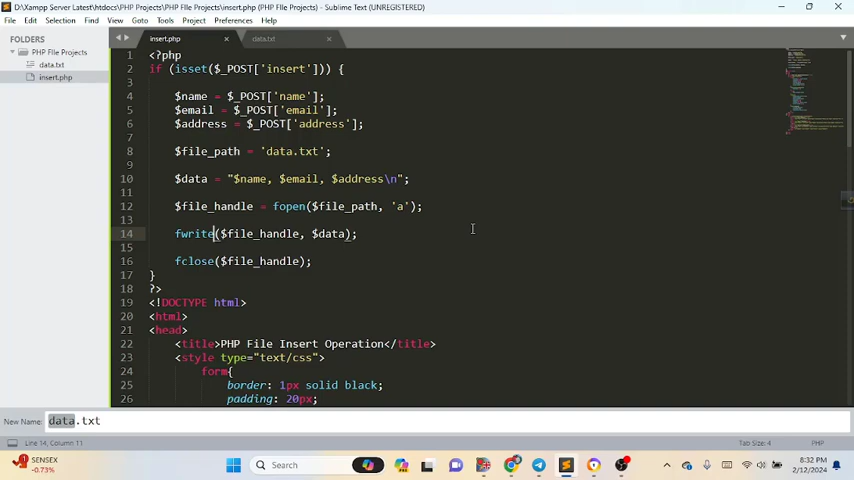 D:\Xampp Server Latest\htdocs\PHP Projects\PHP File Projects\insert.php (PHP File Projects) - Sublime Text (UNREGISTERED)
File Edit Selection Find View Goto Tools Project Preferences Help
FOLDERS
PHP File Projects
data.txt
insert.php
insert.php data.txt
1 <?php
2 if (isset($_POST['insert'])) {
3
4 $name = $_POST['name'];
5 $email = $_POST['email'];
6 $address = $_POST['address'];
7
8 $file_path = 'data.txt';
9
10 $data = "$name, $email, $address\n";
11
12 $file_handle = fopen($file_path, 'a');
13
14 fwrite($file_handle, $data);
15
16 fclose($file_handle);
17 }
18 ?>
19 <!DOCTYPE html>
20 <html>
21 <head>
22 <title>PHP File Insert Operation</title>
23 <style type="text/css">
24 form{
25 border: 1px solid black;
26 padding: 20px;
New Name: data.txt
Line 14, Column 11 Tab Size: 4 PHP
SENSEX
-0.73%
Search
8:32 PM
2/12/2024